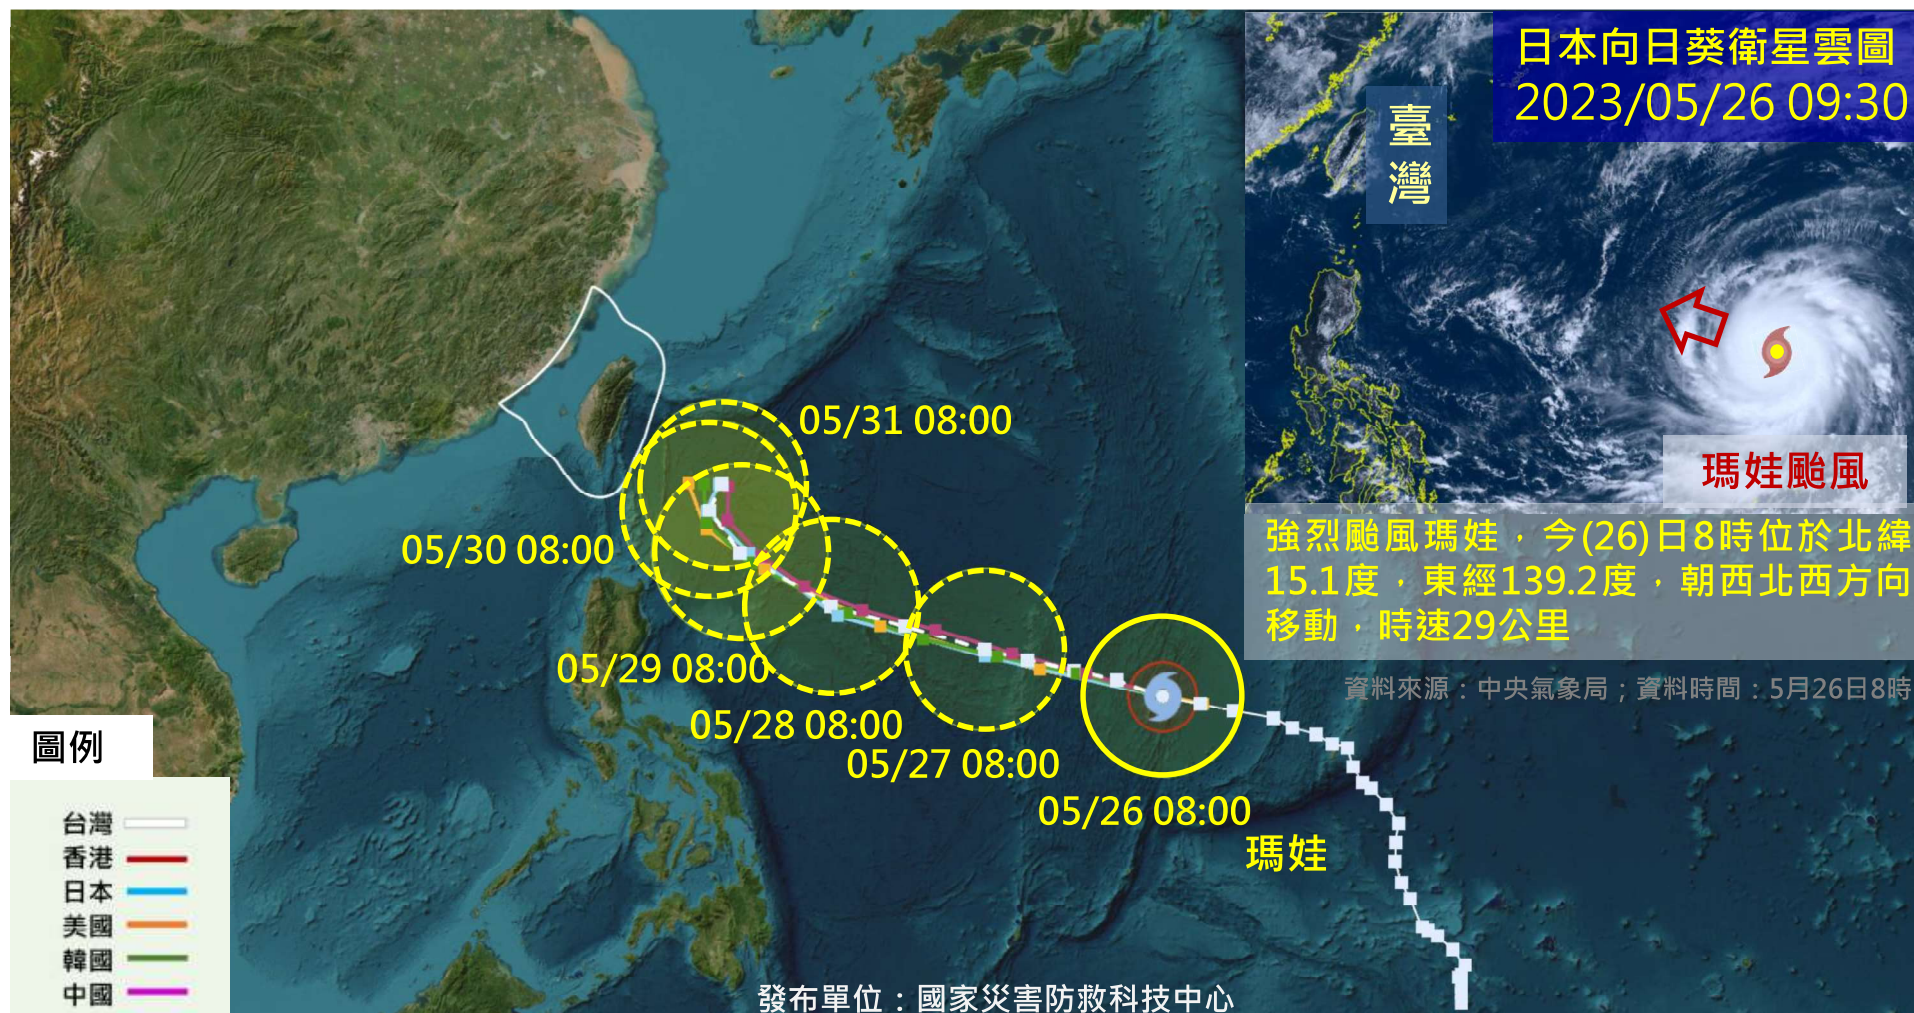 日本向日葵衛星雲圖
2023/05/26 09:30
臺
灣
瑪娃颱風
強烈颱風瑪娃，今(26)日8時位於北緯
15.1度，東經139.2度，朝西北西方向
移動，時速29公里
資料來源：中央氣象局；資料時間：5月26日8時
05/31 08:00
05/30 08:00
05/29 08:00
05/28 08:00
05/27 08:00
05/26 08:00
瑪娃
圖例
台灣
香港
日本
美國
韓國
中國
發布單位：國家災害防救科技中心